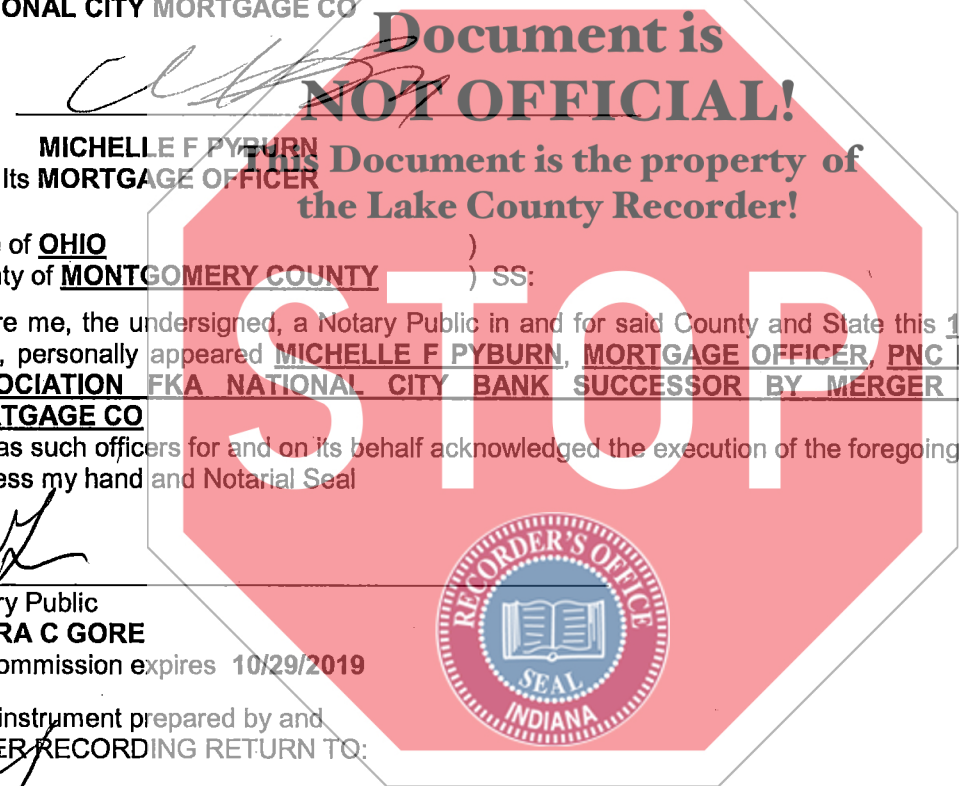 ONAL CITY MORTGAGE CO
Document is
NOT OFFICIAL!
MICHELLE F PYBURN
This Document is the property of
Its MORTGAGE OFFICER
the Lake County Recorder!
of OHIO )
nty of MONTGOMERY COUNTY ) SS:
re me, the undersigned, a Notary Public in and for said County and State this 1
, personally appeared MICHELLE F PYBURN, MORTGAGE OFFICER, PNC
OCIATION FKA NATIONAL CITY BANK SUCCESSOR BY MERGER
TGAGE CO
as such officers for and on its behalf acknowledged the execution of the foregoing
ess my hand and Notarial Seal
STOP
ry Public
RA C GORE
ommission expires 10/29/2019
instrument prepared by and
ER RECORDING RETURN TO:
RECORDER'S OFFICE
SEAL
INDIANA